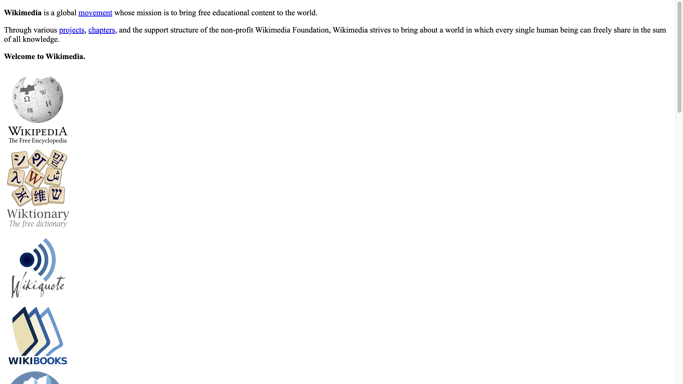 Wikimedia is a global movement whose mission is to bring free educational content to the world.
Through various projects, chapters, and the support structure of the non-profit Wikimedia Foundation, Wikimedia strives to bring about a world in which every single human being can freely share in the sum
of all knowledge.
Welcome to Wikimedia.
Ω W И
WIKIPEDIA
The Free Encyclopedia
シ 말
λ W ش
维 ש
Wiktionary
The free dictionary
Wikiquote
WIKIBOOKS